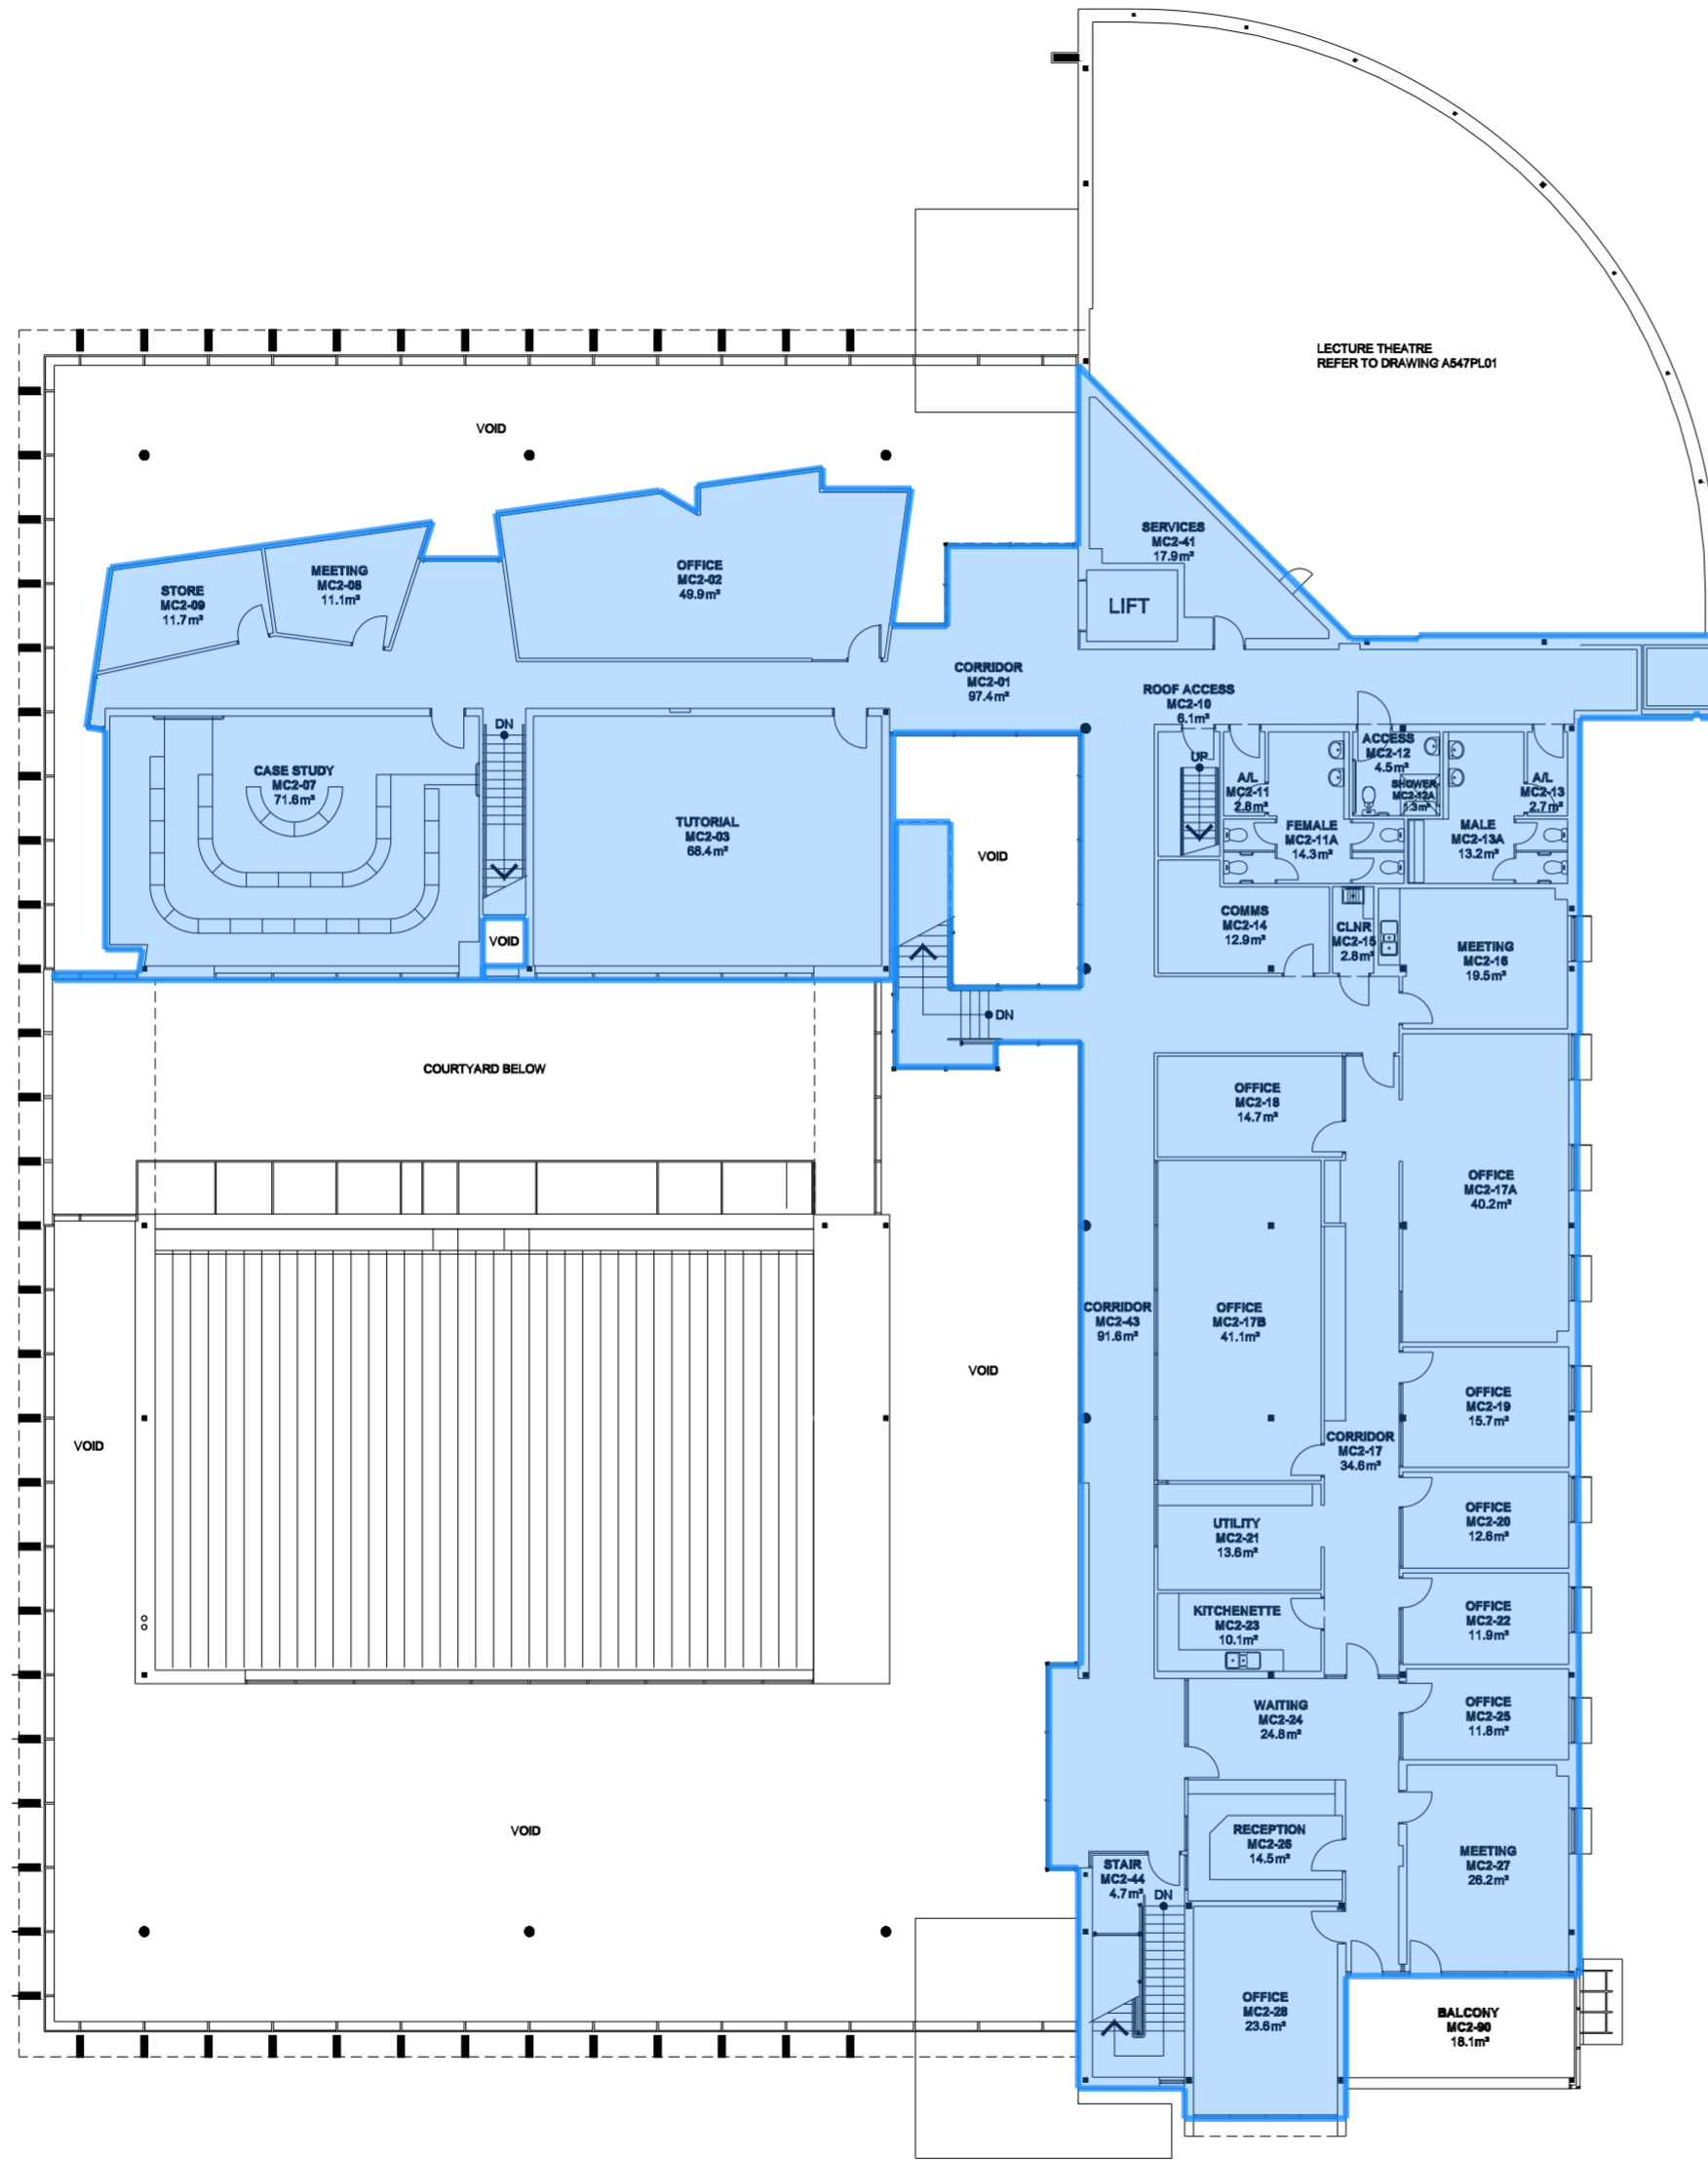 LECTURE THEATRE
REFER TO DRAWING A547PL01
VOID
SERVICES
MC2-41
17.9m²
LIFT
OFFICE
MC2-02
49.9m²
MEETING
MC2-08
11.1m²
STORE
MC2-09
11.7m²
CORRIDOR
MC2-01
97.4m²
ROOF ACCESS
MC2-10
6.1m²
DN
UP
CASE STUDY
MC2-07
71.6m²
TUTORIAL
MC2-03
68.4m²
VOID
VOID
A/L
MC2-11
2.8m²
FEMALE
MC2-11A
14.3m²
ACCESS
MC2-12
4.5m²
SHOWER
MC2-12A
1.3m²
MALE
MC2-13A
13.2m²
A/L
MC2-13
2.7m²
COMMS
MC2-14
12.9m²
CLNR
MC2-15
2.8m²
MEETING
MC2-16
19.5m²
DN
COURTYARD BELOW
OFFICE
MC2-18
14.7m²
OFFICE
MC2-17A
40.2m²
CORRIDOR
MC2-43
91.6m²
OFFICE
MC2-17B
41.1m²
VOID
OFFICE
MC2-19
15.7m²
VOID
CORRIDOR
MC2-17
34.6m²
OFFICE
MC2-20
12.6m²
UTILITY
MC2-21
13.6m²
OFFICE
MC2-22
11.9m²
KITCHENETTE
MC2-23
10.1m²
WAITING
MC2-24
24.8m²
OFFICE
MC2-25
11.8m²
VOID
RECEPTION
MC2-26
14.5m²
MEETING
MC2-27
26.2m²
STAIR
MC2-44
4.7m²
DN
OFFICE
MC2-28
23.6m²
BALCONY
MC2-90
18.1m²